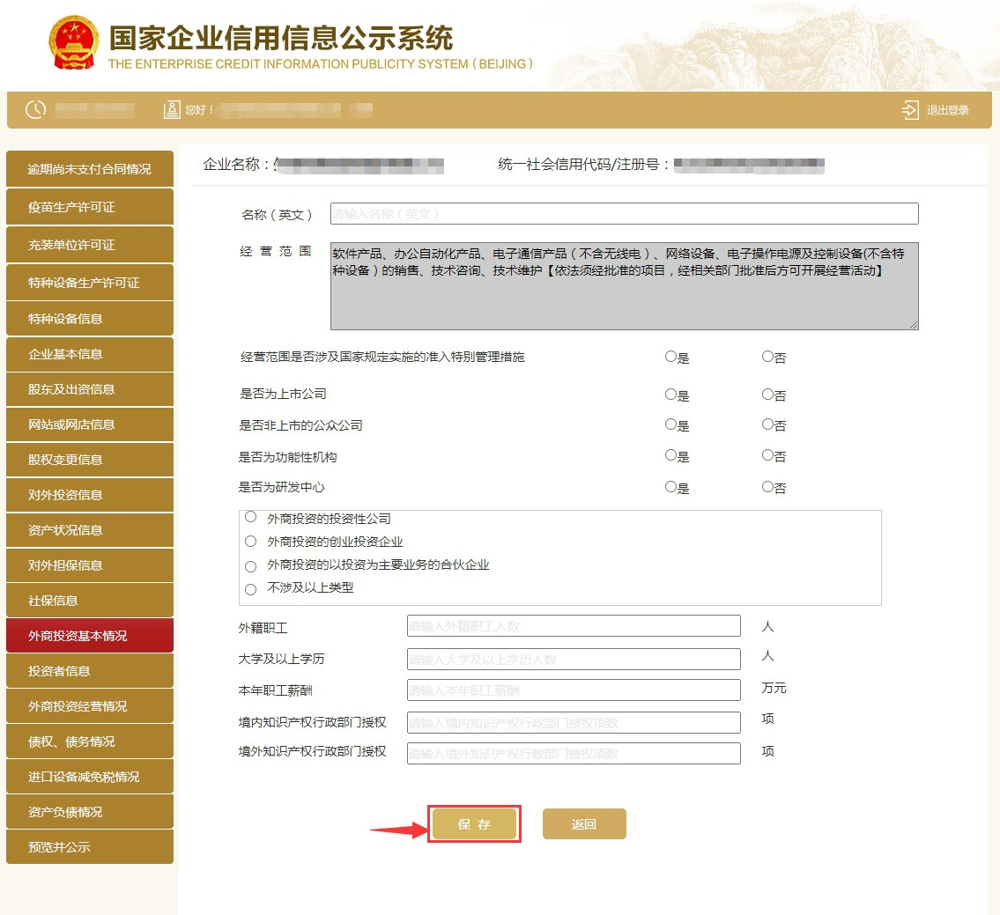 国家企业信用信息公示系统
THE ENTERPRISE CREDIT INFORMATION PUBLICITY SYSTEM ( BEIJING )
您好！
退出登录
逾期尚未支付合同情况
疫苗生产许可证
充装单位许可证
特种设备生产许可证
特种设备信息
企业基本信息
股东及出资信息
网站或网店信息
股权变更信息
对外投资信息
资产状况信息
对外担保信息
社保信息
外商投资基本情况
投资者信息
外商投资经营情况
债权、债务情况
进口设备减免税情况
资产负债情况
预览并公示
企业名称：
统一社会信用代码/注册号：
名称（英文） 请输入名称（英文）
经 营 范 围
软件产品、办公自动化产品、电子通信产品（不含无线电）、网络设备、电子操作电源及控制设备(不含特
种设备）的销售、技术咨询、技术维护【依法须经批准的项目，经相关部门批准后方可开展经营活动】
经营范围是否涉及国家规定实施的准入特别管理措施 是 否
是否为上市公司 是 否
是否非上市的公众公司 是 否
是否为功能性机构 是 否
是否为研发中心 是 否
外商投资的投资性公司
外商投资的创业投资企业
外商投资的以投资为主要业务的合伙企业
不涉及以上类型
外籍职工 请输入外籍职工人数 人
大学及以上学历 请输入大学及以上学历人数 人
本年职工薪酬 请输入本年职工薪酬 万元
境内知识产权行政部门授权 请输入境内知识产权行政部门授权项数 项
境外知识产权行政部门授权 请输入境外知识产权行政部门授权项数 项
保 存
返回